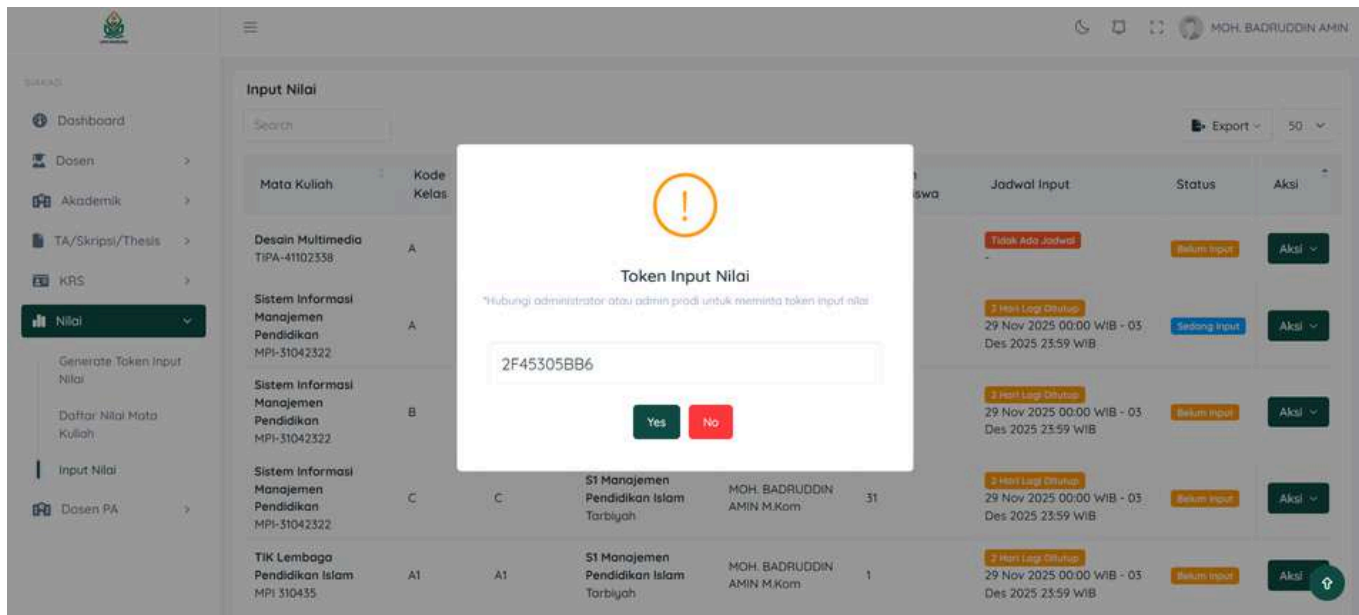 MOH. BADRUDDIN AMIN
SIAKAD
Dashboard
Dosen
Akademik
TA/Skripsi/Thesis
KRS
Nilai
Generate Token Input
Nilai
Daftar Nilai Mata
Kuliah
Input Nilai
Dosen PA
Input Nilai
Search
Export
50
Mata Kuliah
Kode
Kelas
iswa
Jadwal Input
Status
Aksi
Desain Multimedia
TIPA-41102338
A
Tidak Ada Jadwal
-
Belum Input
Aksi
Sistem Informasi
Manajemen
Pendidikan
MPI-31042322
A
2 Hari Lagi Ditutup
29 Nov 2025 00:00 WIB - 03
Des 2025 23:59 WIB
Sedang Input
Aksi
Sistem Informasi
Manajemen
Pendidikan
MPI-31042322
B
2 Hari Lagi Ditutup
29 Nov 2025 00:00 WIB - 03
Des 2025 23:59 WIB
Belum Input
Aksi
Sistem Informasi
Manajemen
Pendidikan
MPI-31042322
C
C
S1 Manajemen
Pendidikan Islam
Tarbiyah
MOH. BADRUDDIN
AMIN M.Kom
31
2 Hari Lagi Ditutup
29 Nov 2025 00:00 WIB - 03
Des 2025 23:59 WIB
Belum Input
Aksi
TIK Lembaga
Pendidikan Islam
MPI 310435
A1
A1
S1 Manajemen
Pendidikan Islam
Tarbiyah
MOH. BADRUDDIN
AMIN M.Kom
1
2 Hari Lagi Ditutup
29 Nov 2025 00:00 WIB - 03
Des 2025 23:59 WIB
Belum Input
Aksi
!
Token Input Nilai
*Hubungi administrator atau admin prodi untuk meminta token input nilai
2F45305BB6
Yes
No